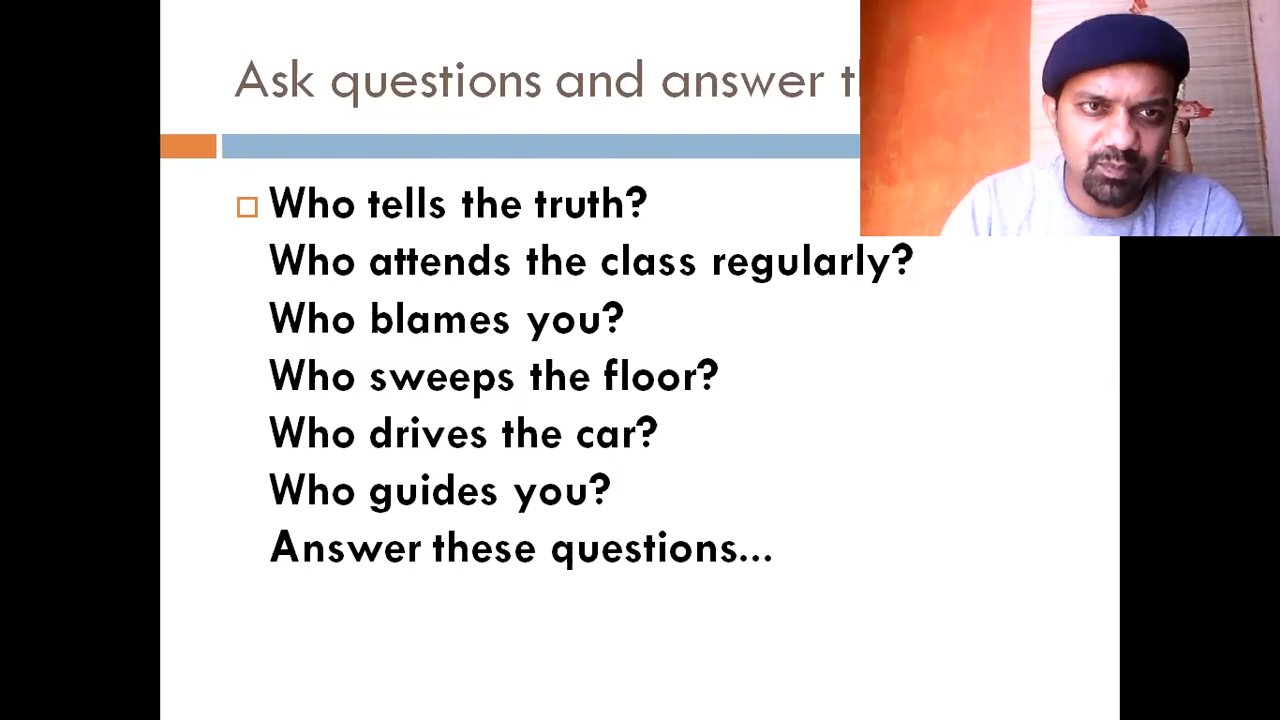 Ask questions and answer
Who tells the truth?
Who attends the class regularly?
Who blames you?
Who sweeps the floor?
Who drives the car?
Who guides you?
Answer these questions...